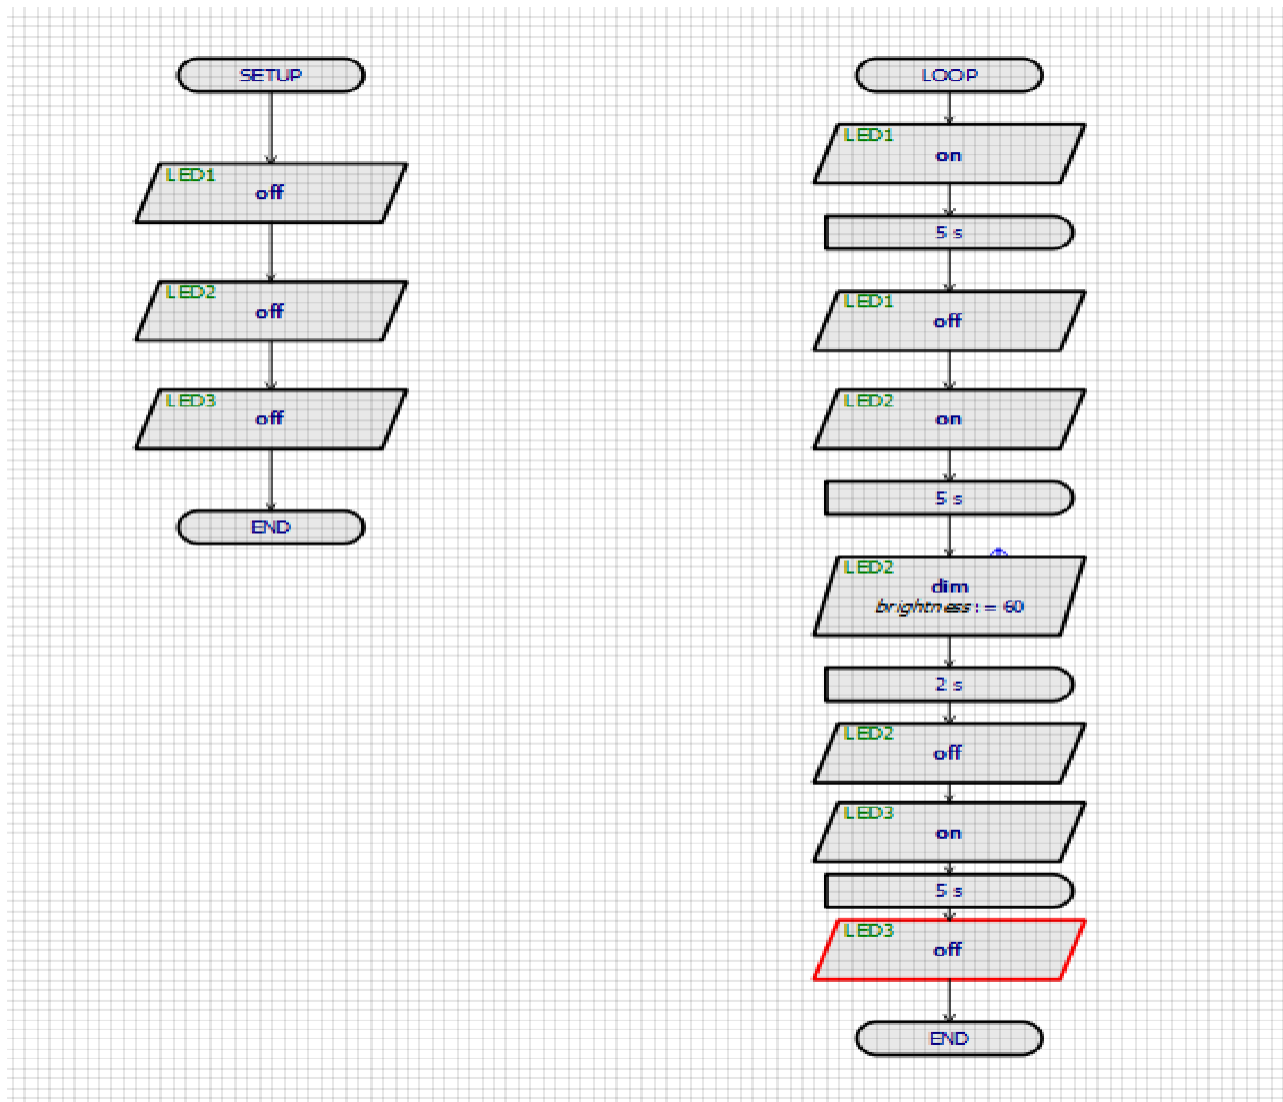 SETUP
LED1
off
LED2
off
LED3
off
END
LOOP
LED1
on
5 s
LED1
off
LED2
on
5 s
LED2
dim
brightness := 60
2 s
LED2
off
LED3
on
5 s
LED3
off
END